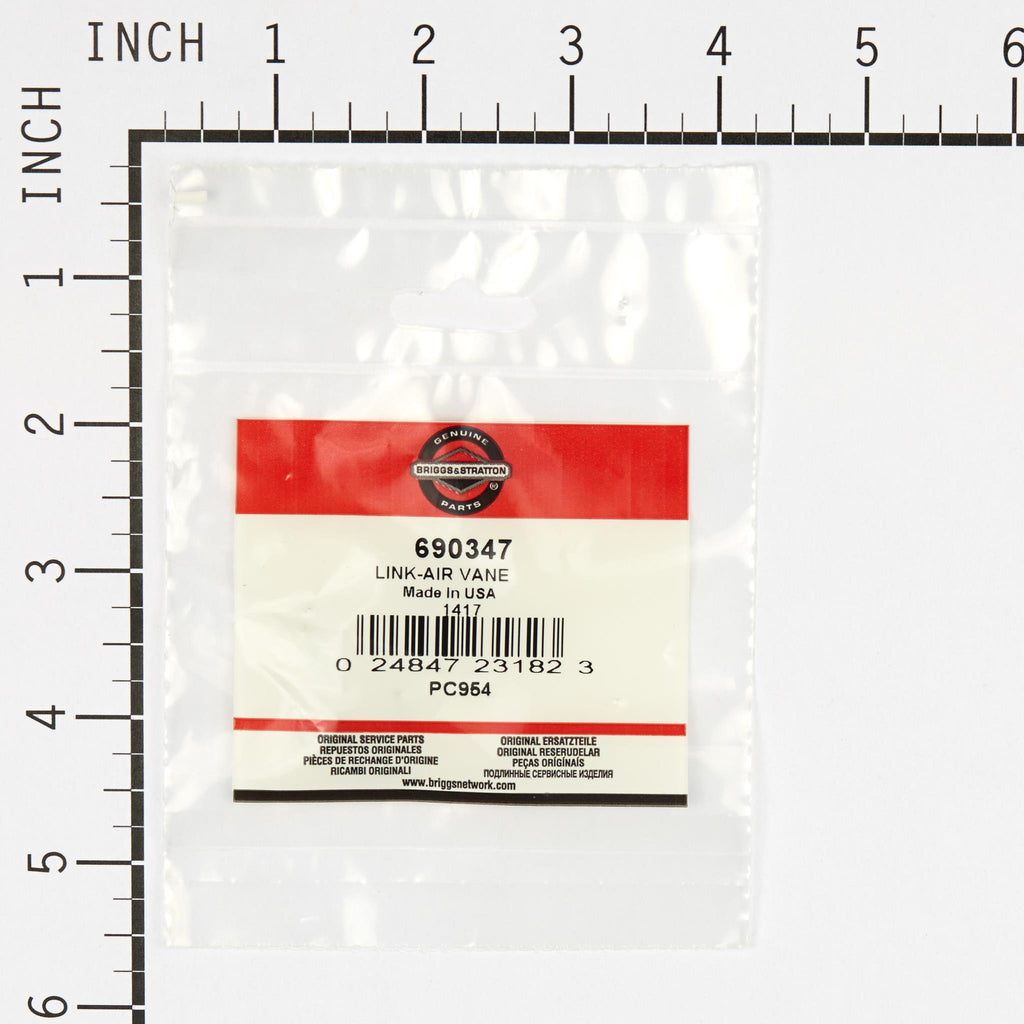 INCH 1 2 3 4 5 6
INCH 1 2 3 4 5 6
GENUINE
BRIGGS&STRATTON
®
PARTS
690347
LINK-AIR VANE
Made In USA
1417
0 24847 23182 3
PC954
ORIGINAL SERVICE PARTS
REPUESTOS ORIGINALES
PIÈCES DE RECHANGE D'ORIGINE
RICAMBI ORIGINALI
ORIGINAL ERSATZTEILE
ORIGINAL RESERUDELAR
PEÇAS ORIGÍNAIS
ПОДЛИННЫЕ СЕРВИСНЫЕ ИЗДЕЛИЯ
www.briggsnetwork.com